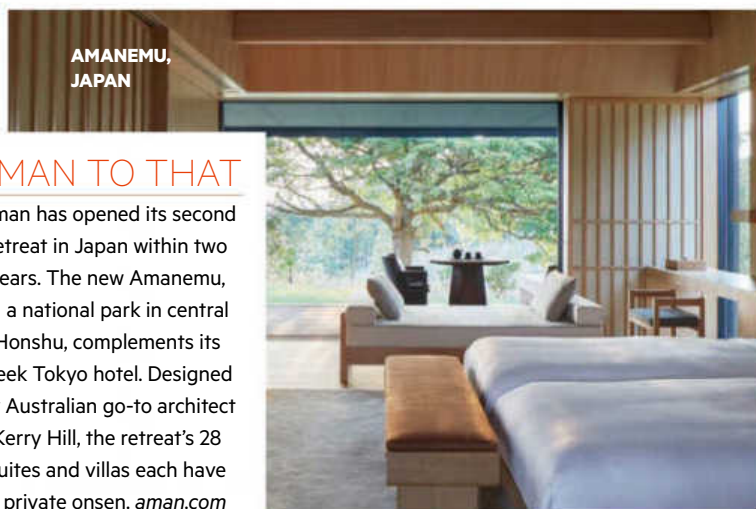 AMANEMU,
JAPAN
MAN TO THAT
man has opened its second
etreat in Japan within two
ears. The new Amanemu,
a national park in central
Honshu, complements its
eek Tokyo hotel. Designed
Australian go-to architect
Kerry Hill, the retreat's 28
uites and villas each have
private onsen. aman.com